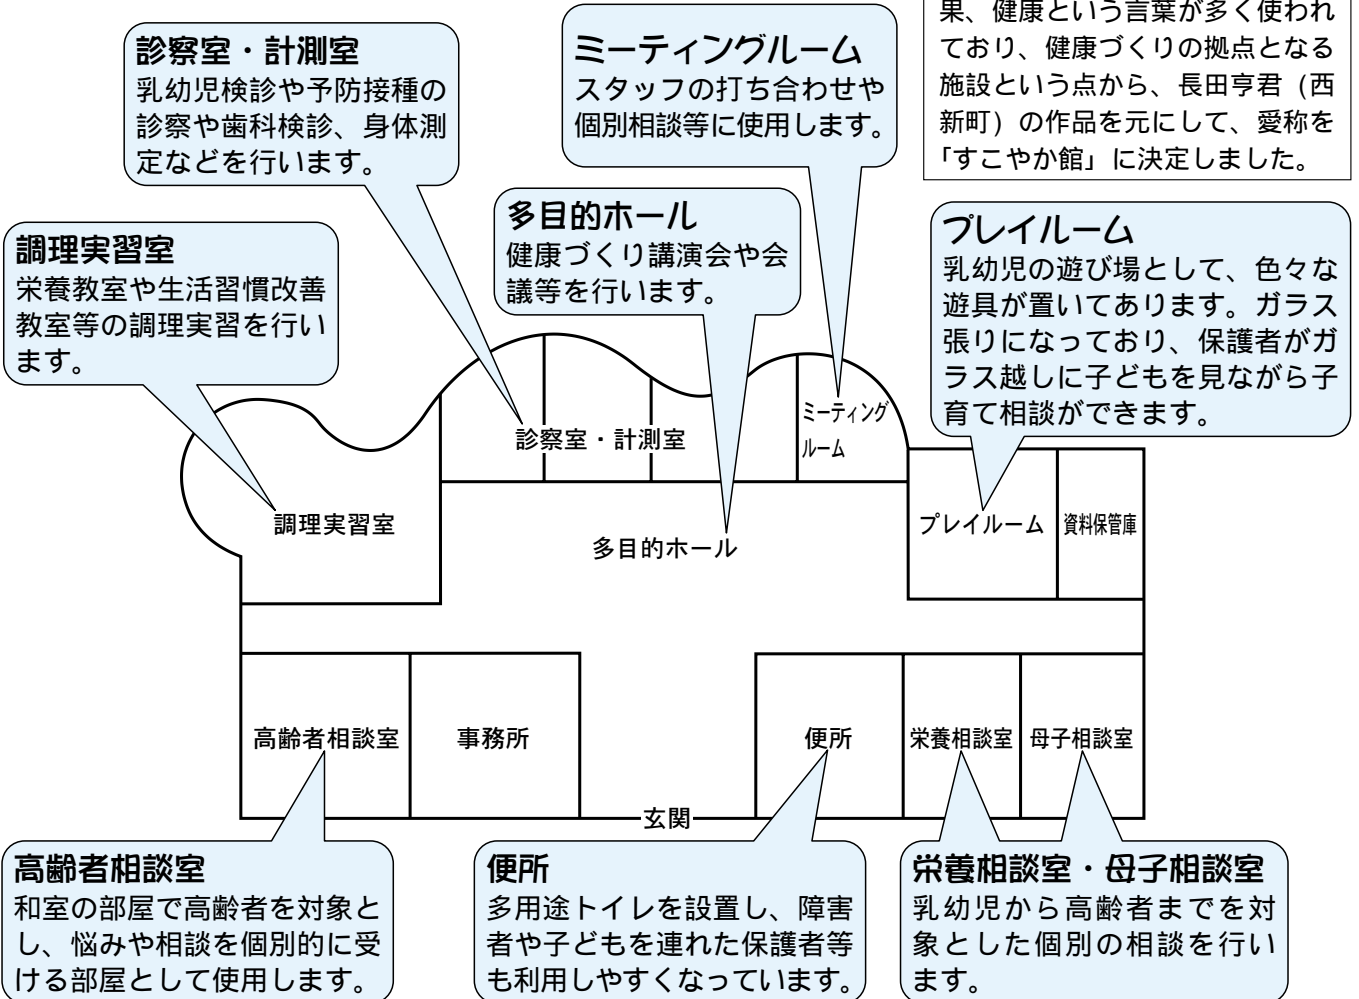 果、健康という言葉が多く使われ
ており、健康づくりの拠点となる
施設という点から、長田亨君（西
新町）の作品を元にして、愛称を
「すこやか館」に決定しました。
診察室・計測室
乳幼児検診や予防接種の
診察や歯科検診、身体測
定などを行います。
ミーティングルーム
スタッフの打ち合わせや
個別相談等に使用します。
調理実習室
栄養教室や生活習慣改善
教室等の調理実習を行い
ます。
多目的ホール
健康づくり講演会や会
議等を行います。
プレイルーム
乳幼児の遊び場として、色々な
遊具が置いてあります。ガラス
張りになっており、保護者がガ
ラス越しに子どもを見ながら子
育て相談ができます。
診察室・計測室
ミーティング
ルーム
調理実習室
多目的ホール
プレイルーム
資料保管庫
高齢者相談室
事務所
便所
栄養相談室
母子相談室
玄関
高齢者相談室
和室の部屋で高齢者を対象と
し、悩みや相談を個別的に受
ける部屋として使用します。
便所
多用途トイレを設置し、障害
者や子どもを連れた保護者等
も利用しやすくなっています。
栄養相談室・母子相談室
乳幼児から高齢者までを対
象とした個別の相談を行い
ます。